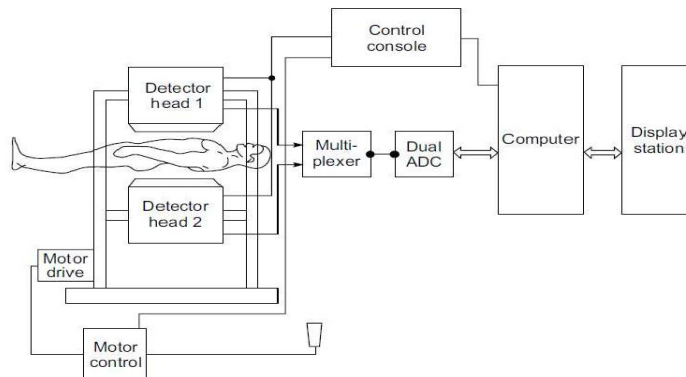 Control
console
Detector
head 1
Multi-
plexer
Dual
ADC
Computer
Display
station
Detector
head 2
Motor
drive
Motor
control